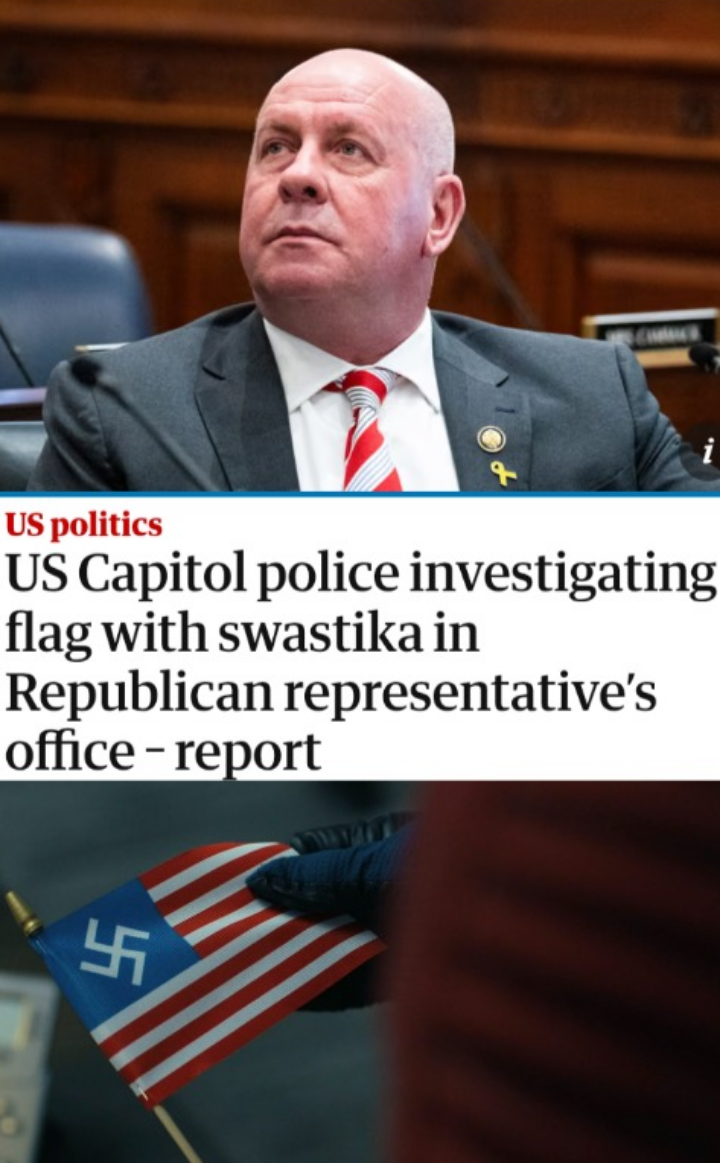 i
US politics
US Capitol police investigating
flag with swastika in
Republican representative's
office – report